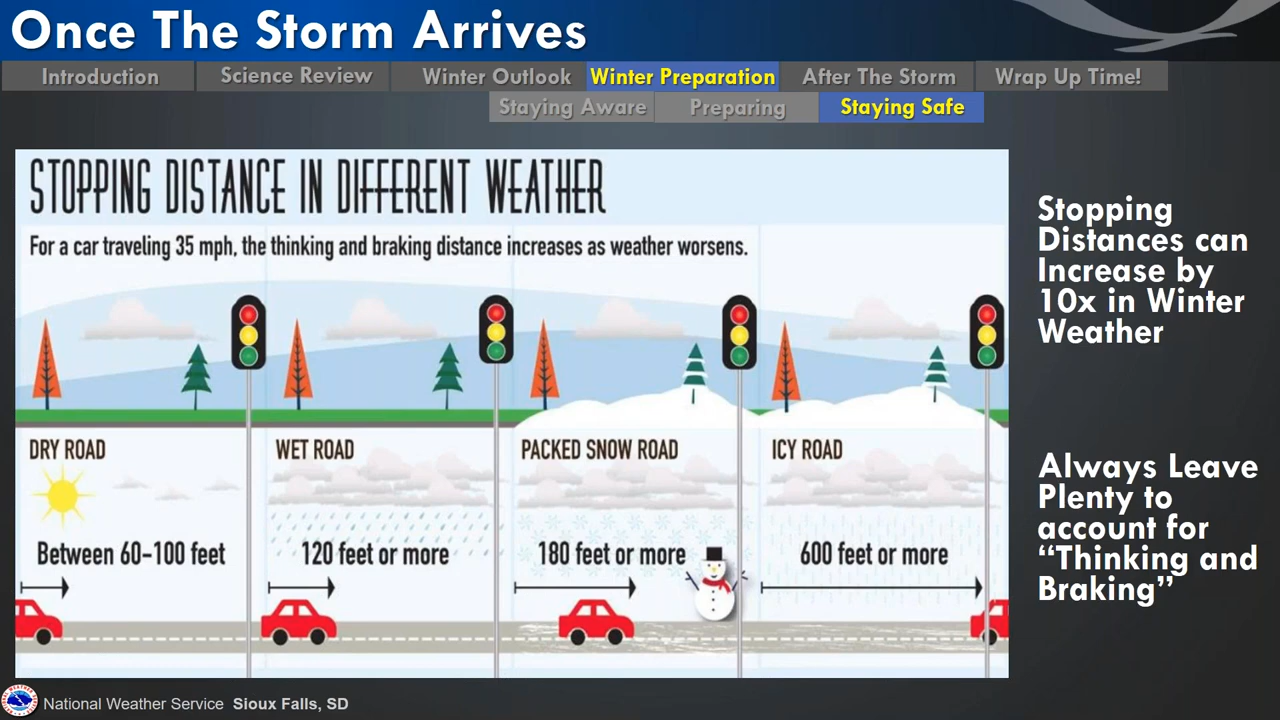 Once The Storm Arrives
Introduction
Science Review
Winter Outlook
Winter Preparation
After The Storm
Wrap Up Time!
Staying Aware
Preparing
Staying Safe
STOPPING DISTANCE IN DIFFERENT WEATHER
For a car traveling 35 mph, the thinking and braking distance increases as weather worsens.
DRY ROAD
Between 60–100 feet
WET ROAD
120 feet or more
PACKED SNOW ROAD
180 feet or more
ICY ROAD
600 feet or more
Stopping
Distances can
Increase by
10x in Winter
Weather
Always Leave
Plenty to
account for
“Thinking and
Braking”
National Weather Service Sioux Falls, SD